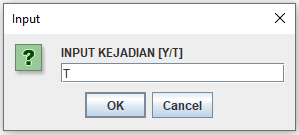 Input
INPUT KEJADIAN [Y/T]
T
OK Cancel